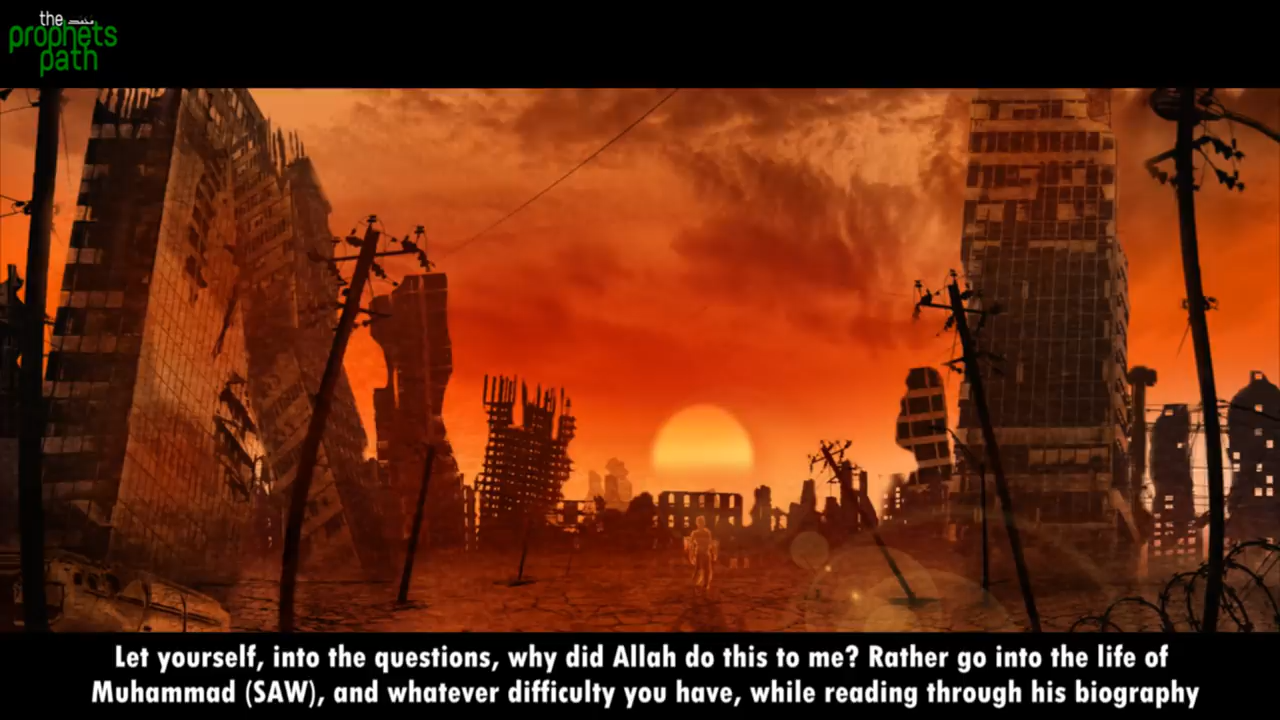 the محمد
prophets
path
Let yourself, into the questions, why did Allah do this to me? Rather go into the life of
Muhammad (SAW), and whatever difficulty you have, while reading through his biography